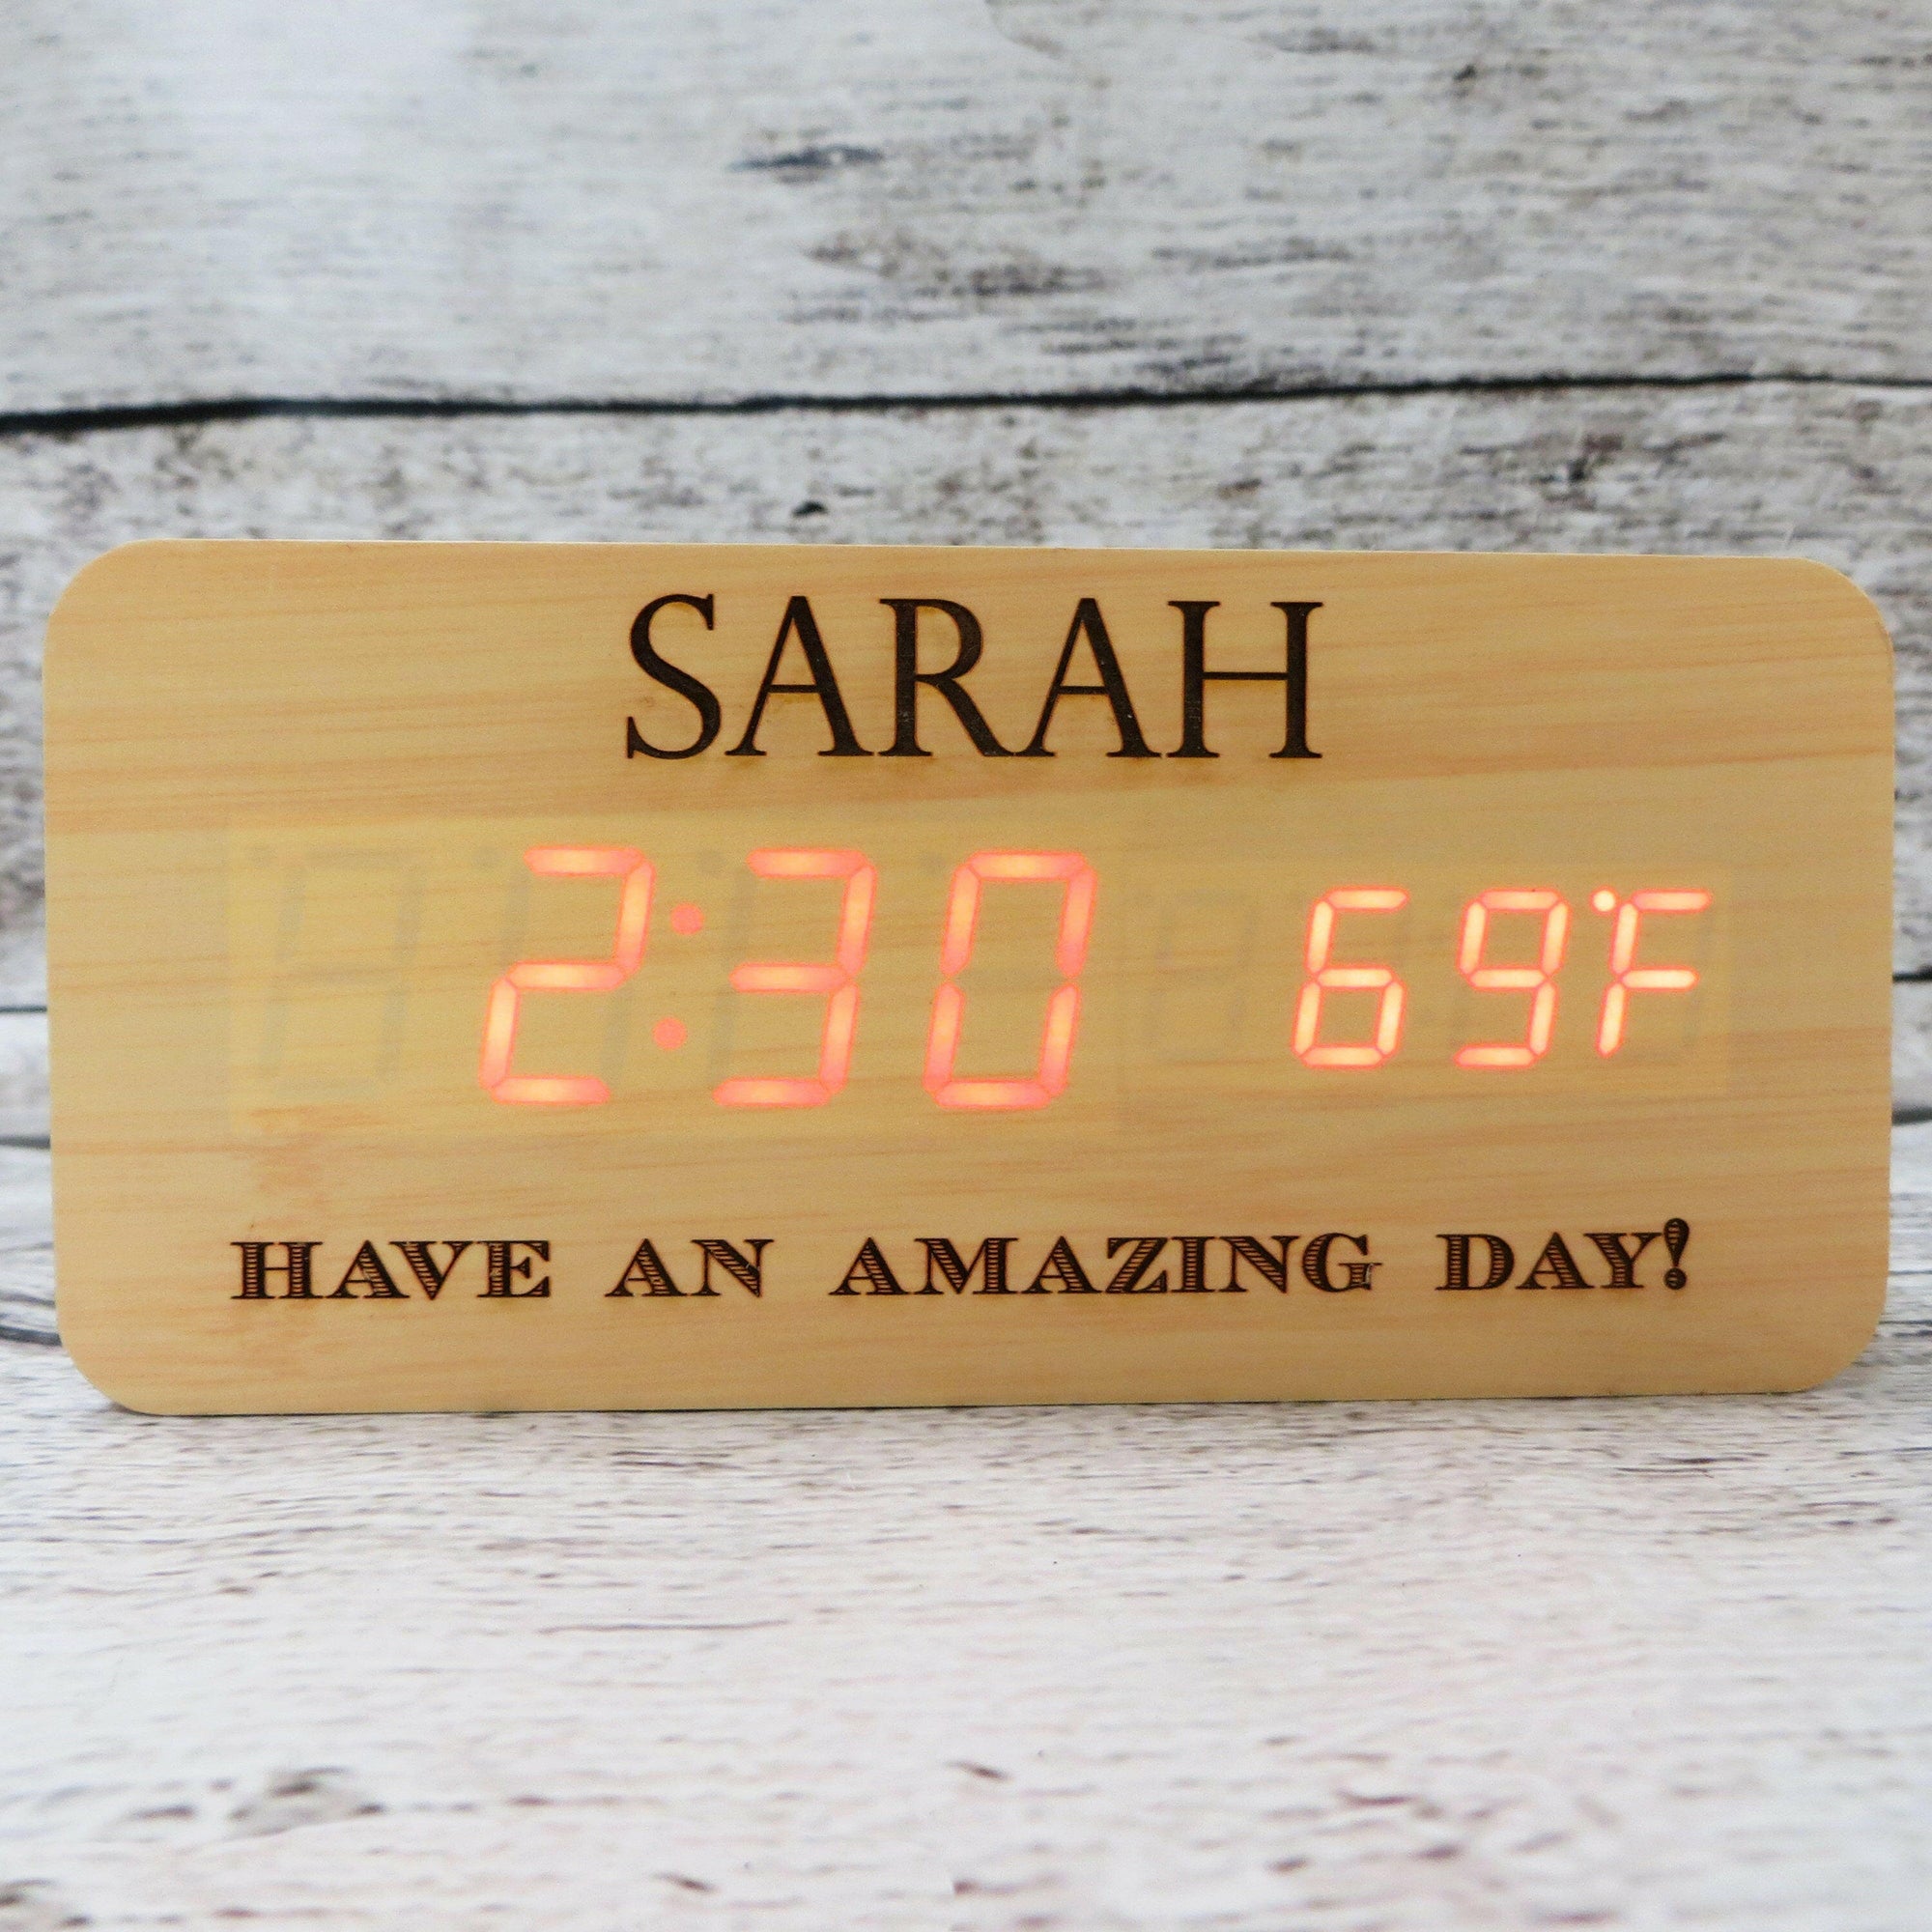 SARAH
2:30 69°F
HAVE AN AMAZING DAY!